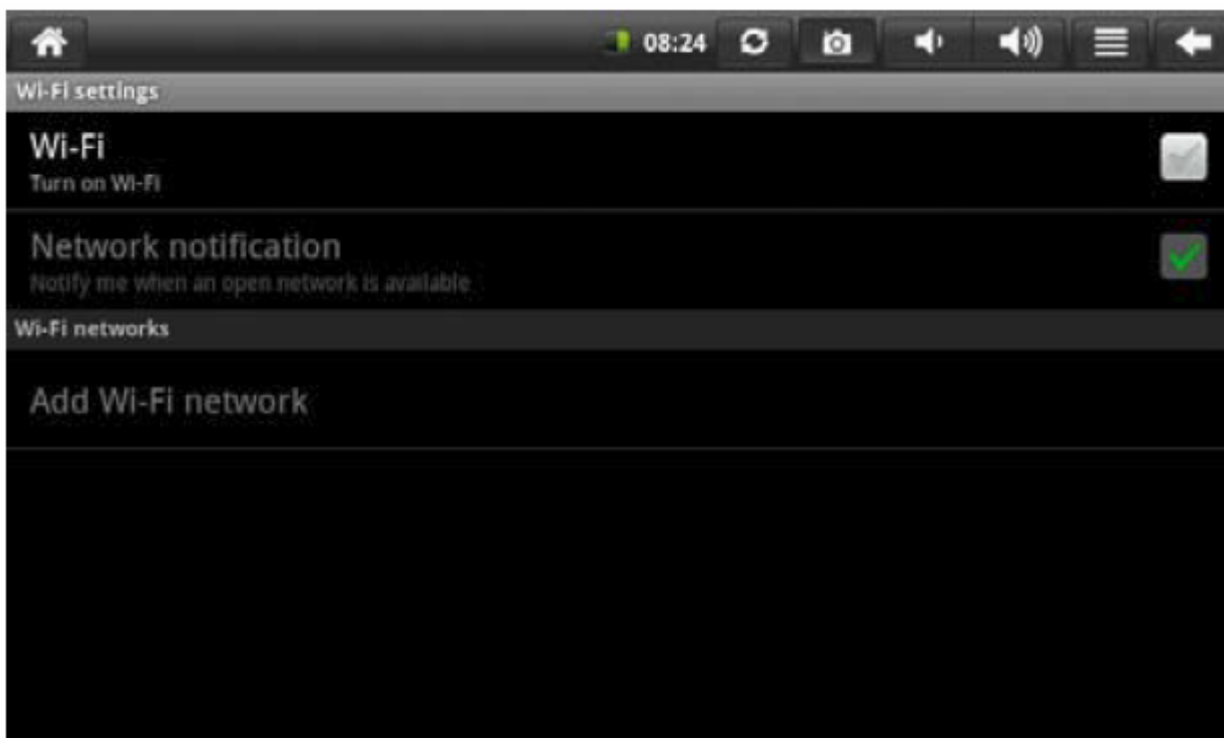 08:24
Wi-Fi settings
Wi-Fi
Turn on Wi-Fi
Network notification
Notify me when an open network is available
Wi-Fi networks
Add Wi-Fi network